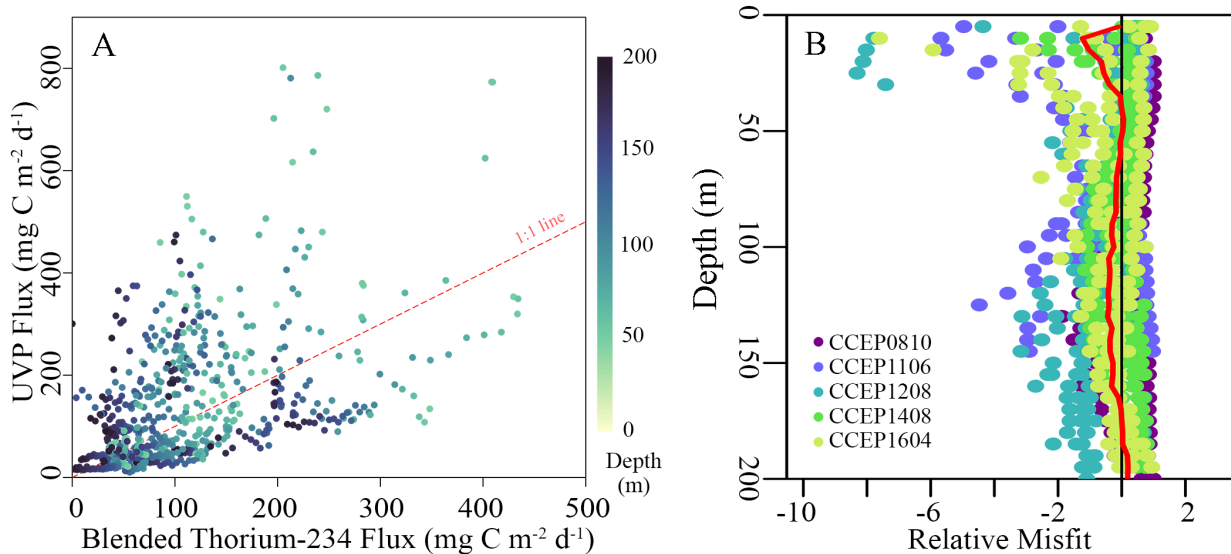 A
UVP Flux (mg C m-2 d-1)
800
600
400
200
0
0
100
200
300
400
500
Blended Thorium-234 Flux (mg C m-2 d-1)
1:1 line
200
150
100
50
0
Depth
(m)
B
Depth (m)
0
50
100
150
200
CCEP0810
CCEP1106
CCEP1208
CCEP1408
CCEP1604
-10
-6
-2
2
Relative Misfit